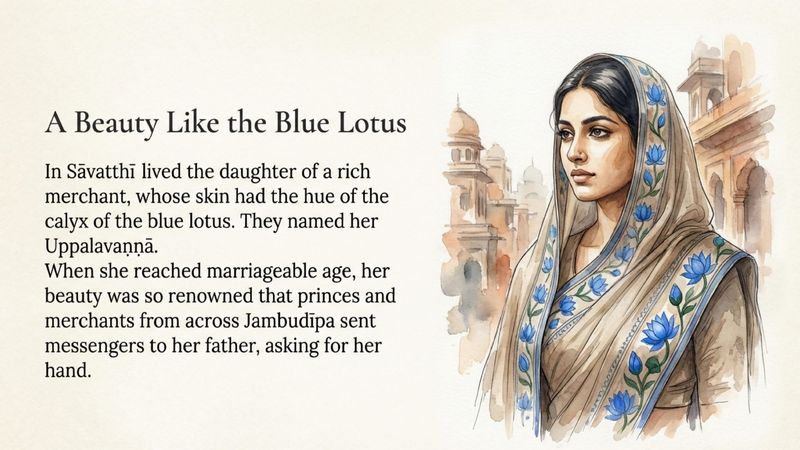 A Beauty Like the Blue Lotus
In Sāvatthī lived the daughter of a rich
merchant, whose skin had the hue of the
calyx of the blue lotus. They named her
Uppalavaṇṇā.
When she reached marriageable age, her
beauty was so renowned that princes and
merchants from across Jambudīpa sent
messengers to her father, asking for her
hand.